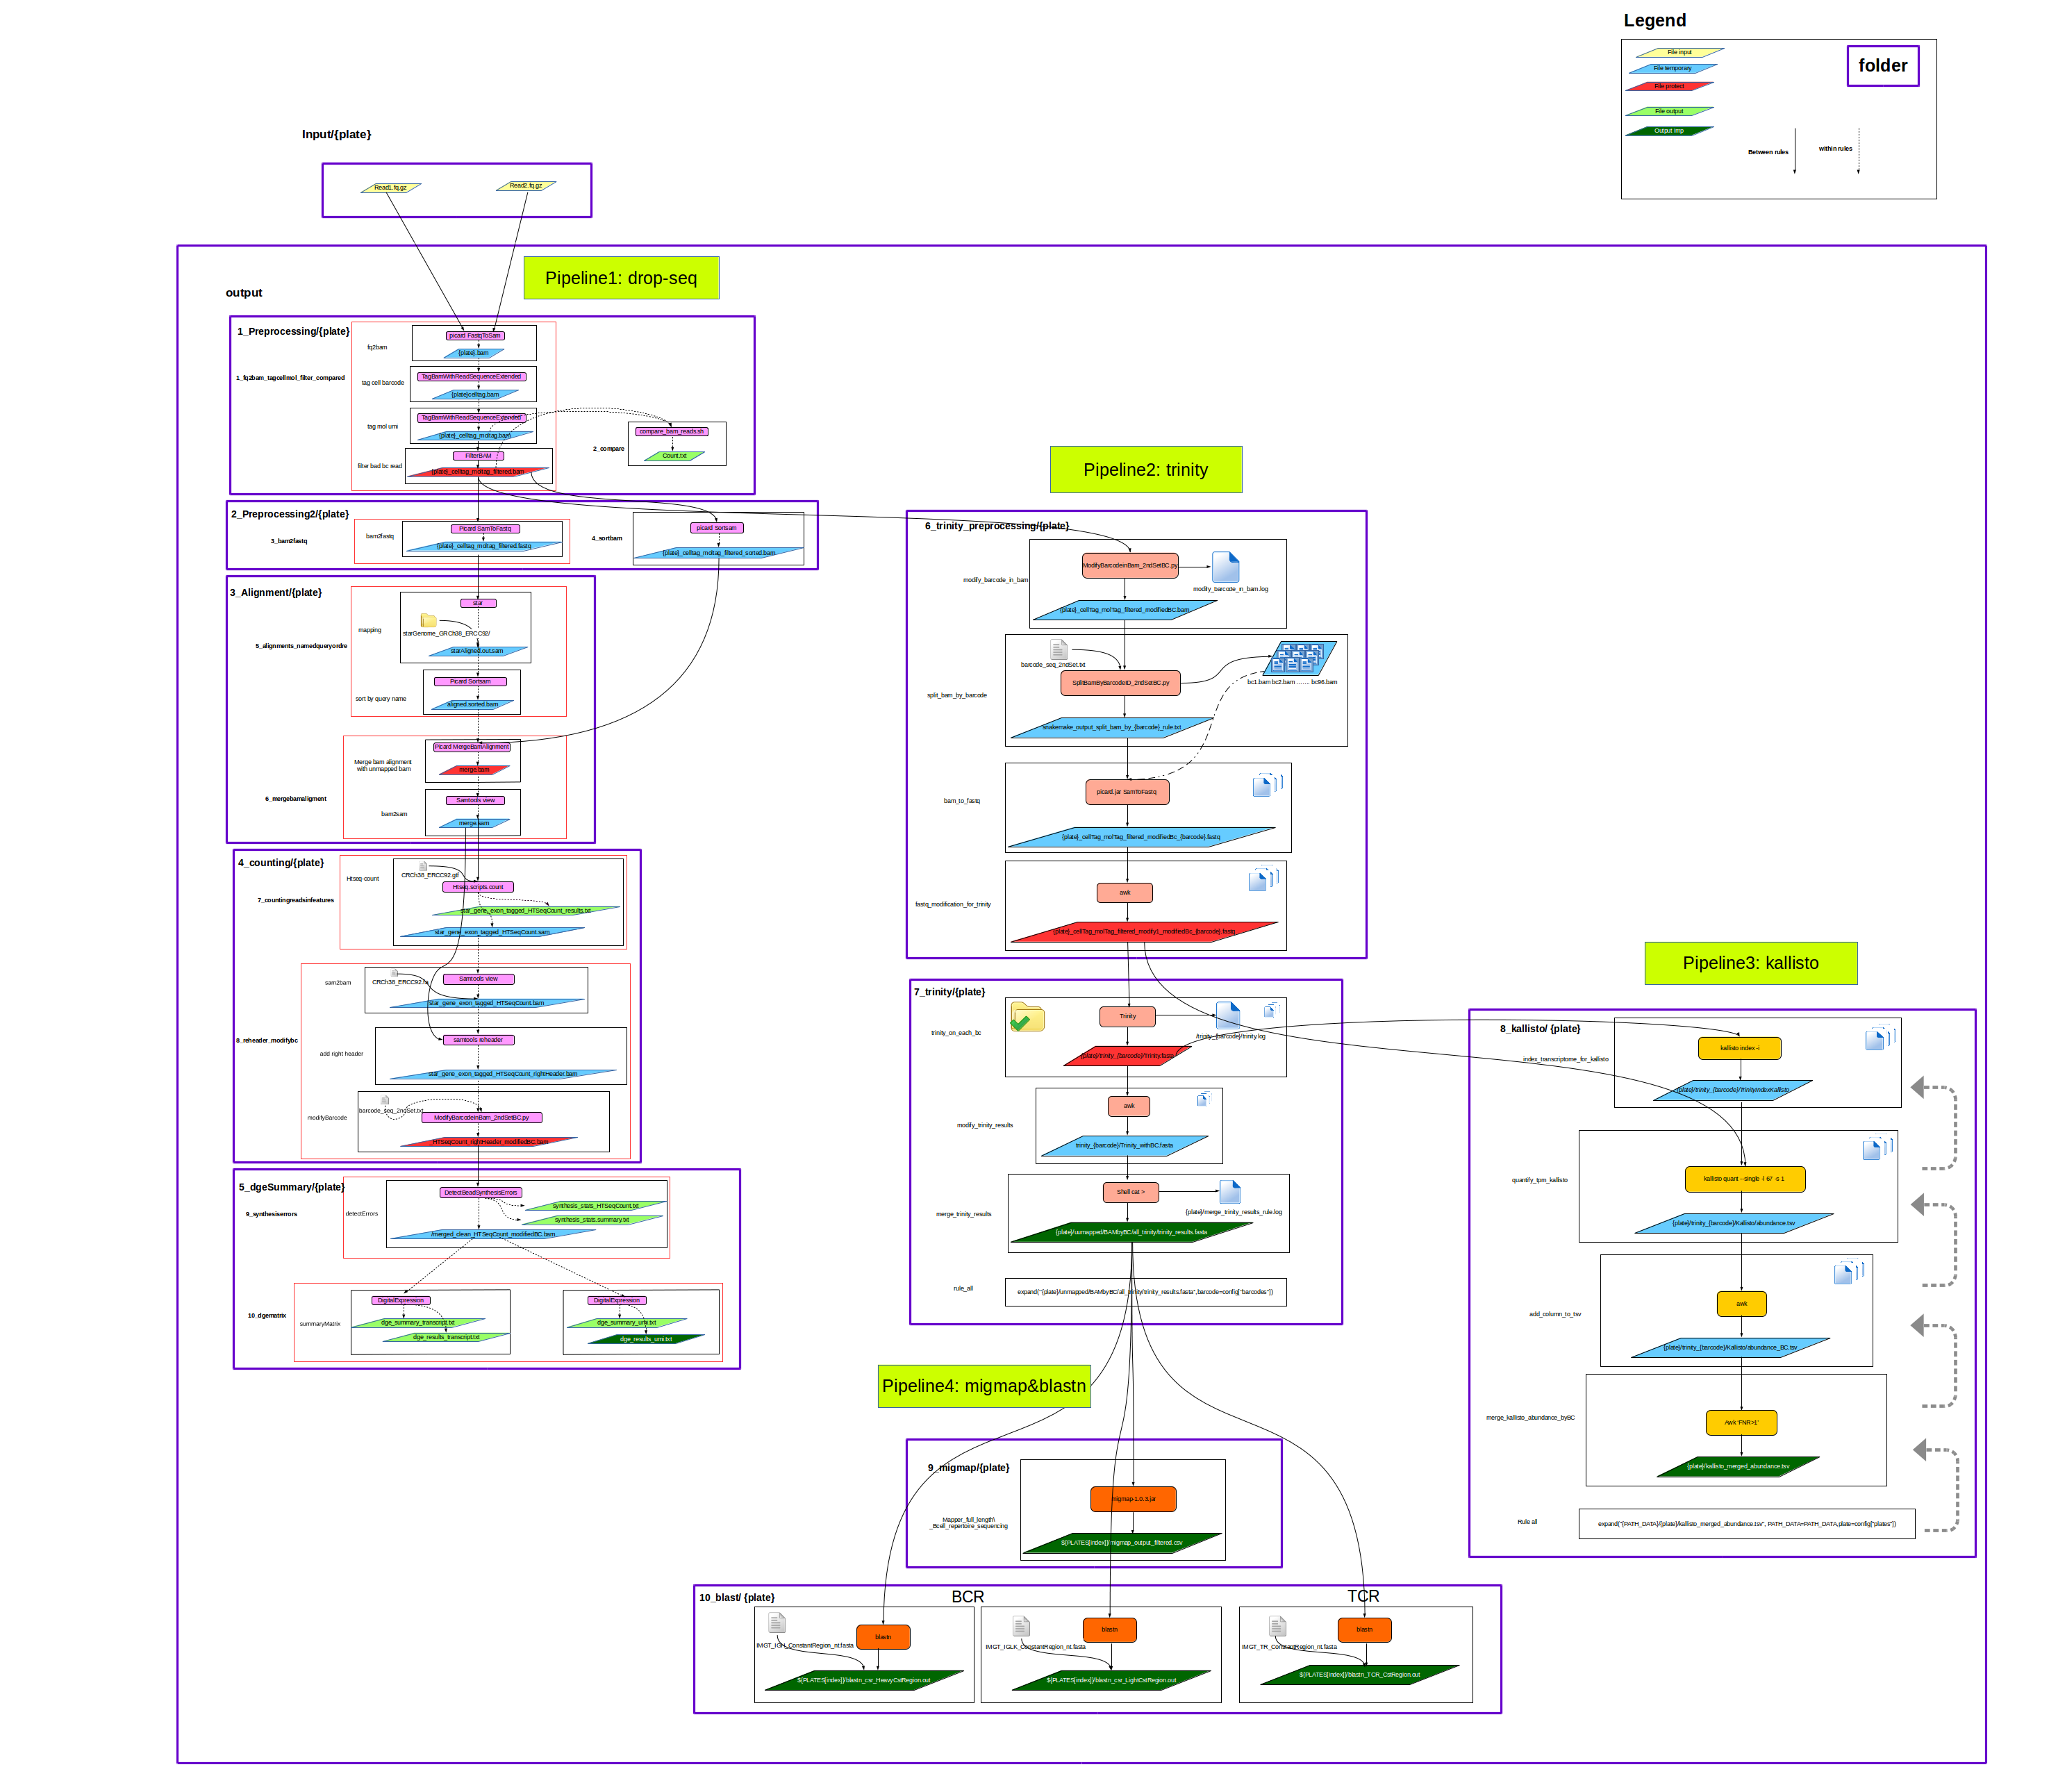 Legend
File input
File temporary
File protect
File output
Output imp
folder
Between rules
within rules
Input/{plate}
Read1.fq.gz
Read2.fq.gz
output
Pipeline1: drop-seq
1_Preprocessing/{plate}
1_fq2bam_tagcellmol_filter_compared
fq2bam
picard FastqToSam
{plate}.bam
tag cell barcode
TagBamWithReadSequenceExtended
{plate}celltag.bam
tag mol umi
TagBamWithReadSequenceExtended
{plate}_celltag_moltag.bam
filter bad bc read
FilterBAM
{plate}_celltag_moltag_filtered.bam
2_compare
compare_bam_reads.sh
Count.txt
2_Preprocessing2/{plate}
3_bam2fastq
bam2fastq
Picard SamToFastq
{plate}_celltag_moltag_filtered.fastq
4_sortbam
picard Sortsam
{plate}_celltag_moltag_filtered_sorted.bam
3_Alignment/{plate}
5_alignments_namedqueryordre
mapping
star
starGenome_GRCh38_ERCC92/
starAligned.out.sam
sort by query name
Picard Sortsam
aligned.sorted.bam
6_mergebamaligment
Merge bam alignment
with unmapped bam
Picard MergeBamAlignment
merge.bam
bam2sam
Samtools view
merge.sam
4_counting/{plate}
7_countingreadsinfeatures
Htseq-count
CRCh38_ERCC92.gtf
Htseq.scripts.count
star_gene_exon_tagged_HTSeqCount_results.txt
star_gene_exon_tagged_HTSeqCount.sam
8_reheader_modifybc
sam2bam
CRCh38_ERCC92.fa
Samtools view
star_gene_exon_tagged_HTSeqCount.bam
add right header
samtools reheader
star_gene_exon_tagged_HTSeqCount_rightHeader.bam
modifyBarcode
barcode_seq_2ndSet.txt
ModifyBarcodeinBam_2ndSetBC.py
_HTSeqCount_rightHeader_modifiedBC.bam
5_dgeSummary/{plate}
9_synthesiserrors
detectErrors
DetectBeadSynthesisErrors
synthesis_stats_HTSeqCount.txt
synthesis_stats.summary.txt
/merged_clean_HTSeqCount_modifiedBC.bam
10_dgematrix
summaryMatrix
DigitalExpression
dge_summary_transcript.txt
dge_results_transcript.txt
DigitalExpression
dge_summary_umi.txt
dge_results_umi.txt
Pipeline2: trinity
6_trinity_preprocessing/{plate}
modify_barcode_in_bam
ModifyBarcodeinBam_2ndSetBC.py
modify_barcode_in_bam.log
{plate}_cellTag_molTag_filtered_modifiedBC.bam
split_bam_by_barcode
barcode_seq_2ndSet.txt
SplitBamByBarcodeID_2ndSetBC.py
bc1.bam bc2.bam ....... bc96.bam
snakemake_output_split_bam_by_{barcode}_rule.txt
bam_to_fastq
picard.jar SamToFastq
{plate}_cellTag_molTag_filtered_modifiedBc_{barcode}.fastq
fastq_modification_for_trinity
awk
{plate}_cellTag_molTag_filtered_modify1_modifiedBc_{barcode}.fastq
7_trinity/{plate}
trinity_on_each_bc
Trinity
/trinity_{barcode}/trinity.log
{plate}/trinity_{barcode}/Trinity.fasta
modify_trinity_results
awk
trinity_{barcode}/Trinity_withBC.fasta
merge_trinity_results
Shell cat >
{plate}/merge_trinity_results_rule.log
{plate}/uumapped/BAMbyBC/all_trinity/trinity_results.fasta
rule_all
expand("{plate}/unmapped/BAMbyBC/all_trinity/trinity_results.fasta",barcode=config["barcodes"])
Pipeline3: kallisto
8_kallisto/ {plate}
index_transcriptome_for_kallisto
kallisto index -i
{plate}/trinity_{barcode}/TrinityIndexKallisto
quantify_tpm_kallisto
kallisto quant --single -l 67 -s 1
{plate}/trinity_{barcode}/Kallisto/abundance.tsv
add_column_to_tsv
awk
{plate}/trinity_{barcode}/Kallisto/abundance_BC.tsv
merge_kallisto_abundance_byBC
Awk 'FNR>1'
{plate}/kallisto_merged_abundance.tsv
Rule all
expand("{PATH_DATA}/{plate}/kallisto_merged_abundance.tsv", PATH_DATA=PATH_DATA,plate=config["plates"])
Pipeline4: migmap&blastn
9_migmap/{plate}
Mapper_full_length\
_Bcell_repertoire_sequencing
migmap-1.0.3.jar
${PLATES[index]}/migmap_output_filtered.csv
10_blast/ {plate}
BCR
TCR
IMGT_IGH_ConstantRegion_nt.fasta
blastn
${PLATES[index]}/blastn_csr_HeavyCstRegion.out
IMGT_IGLK_ConstantRegion_nt.fasta
blastn
${PLATES[index]}/blastn_csr_LightCstRegion.out
IMGT_TR_ConstantRegion_nt.fasta
blastn
${PLATES[index]}/blastn_TCR_CstRegion.out